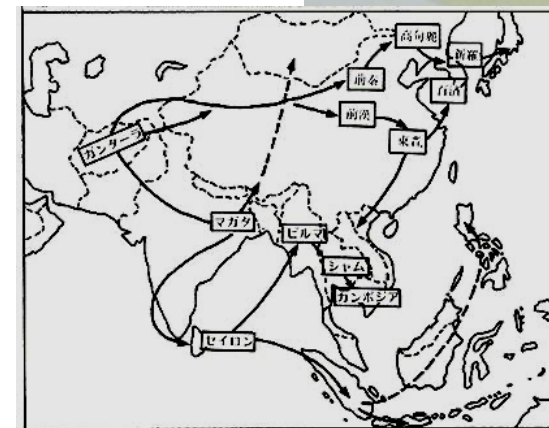 高句麗
新羅
百済
前秦
前漢
東晋
ガンダーラ
マガダ
ビルマ
シャム
カンボジア
セイロン